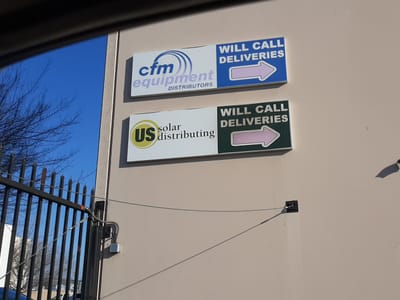 cfm
equipment
DISTRIBUTORS
WILL CALL
DELIVERIES
US solar
distributing
WILL CALL
DELIVERIES